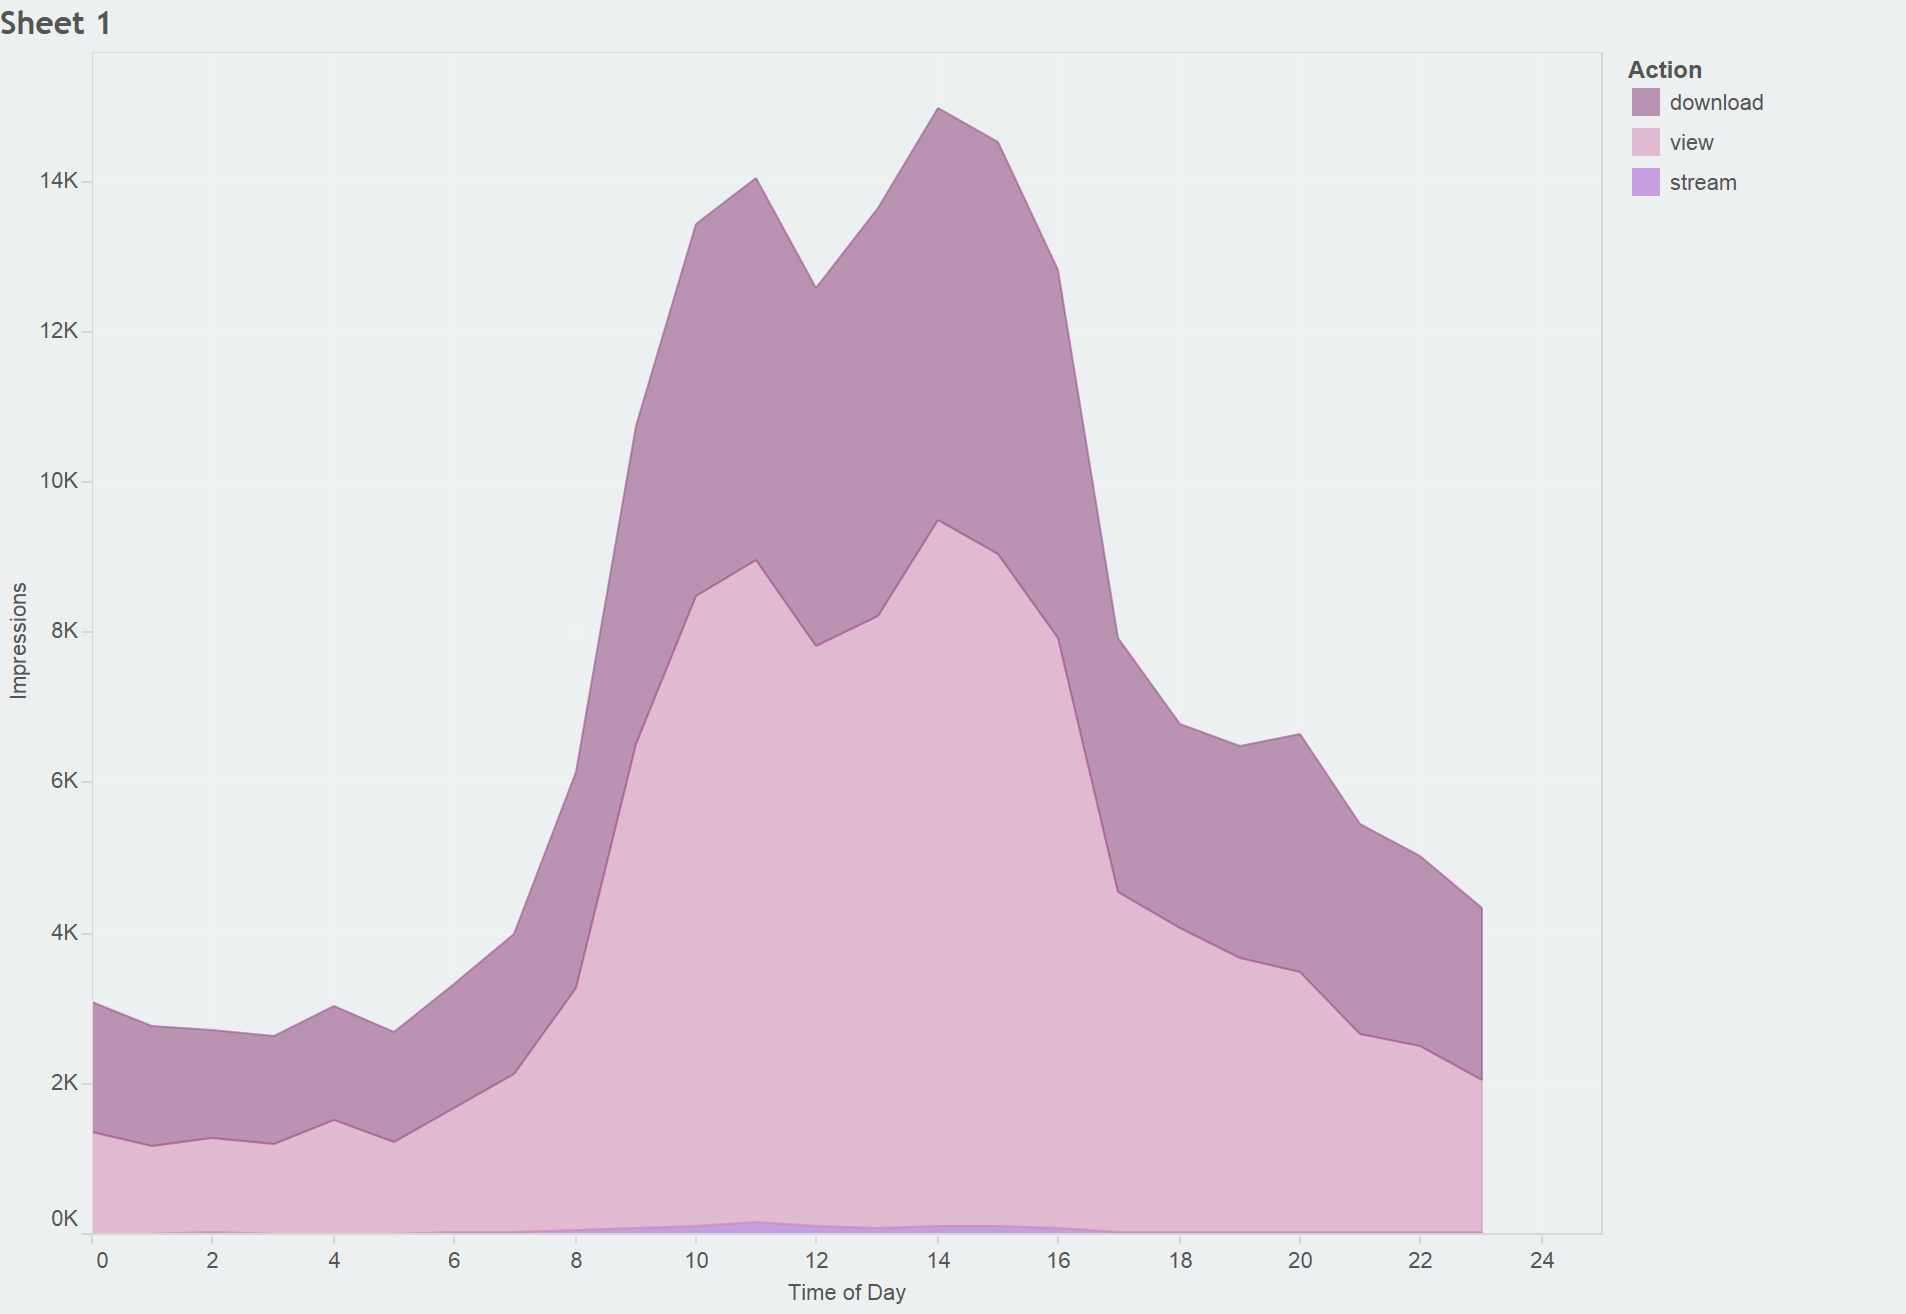 Sheet 1
Action
download
view
stream
14K
12K
10K
8K
6K
4K
2K
0K
Impressions
0 2 4 6 8 10 12 14 16 18 20 22 24
Time of Day